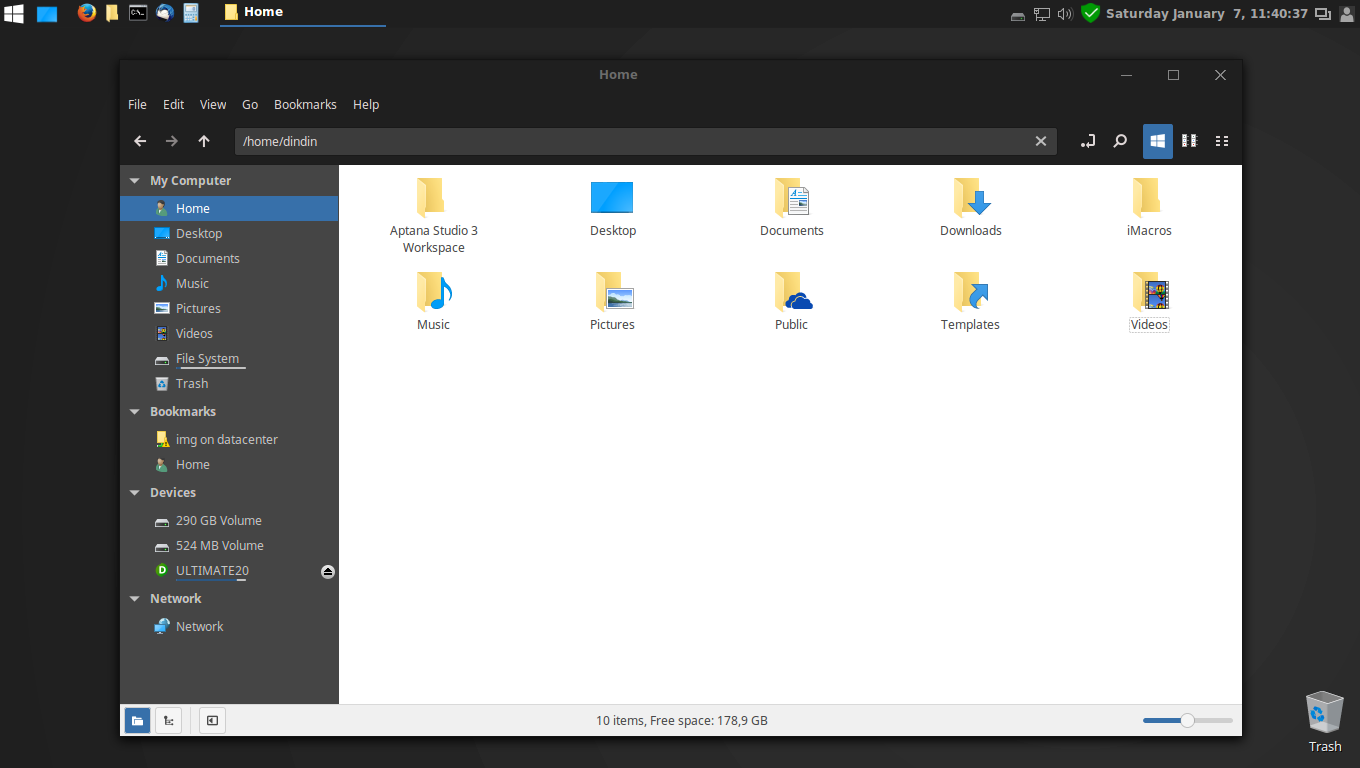 Home
Saturday January 7, 11:40:37
Home
File Edit View Go Bookmarks Help
/home/dindin
My Computer
Home
Desktop
Documents
Music
Pictures
Videos
File System
Trash
Bookmarks
img on datacenter
Home
Devices
290 GB Volume
524 MB Volume
ULTIMATE20
Network
Network
Aptana Studio 3
Workspace
Desktop
Documents
Downloads
iMacros
Music
Pictures
Public
Templates
Videos
10 items, Free space: 178,9 GB
Trash